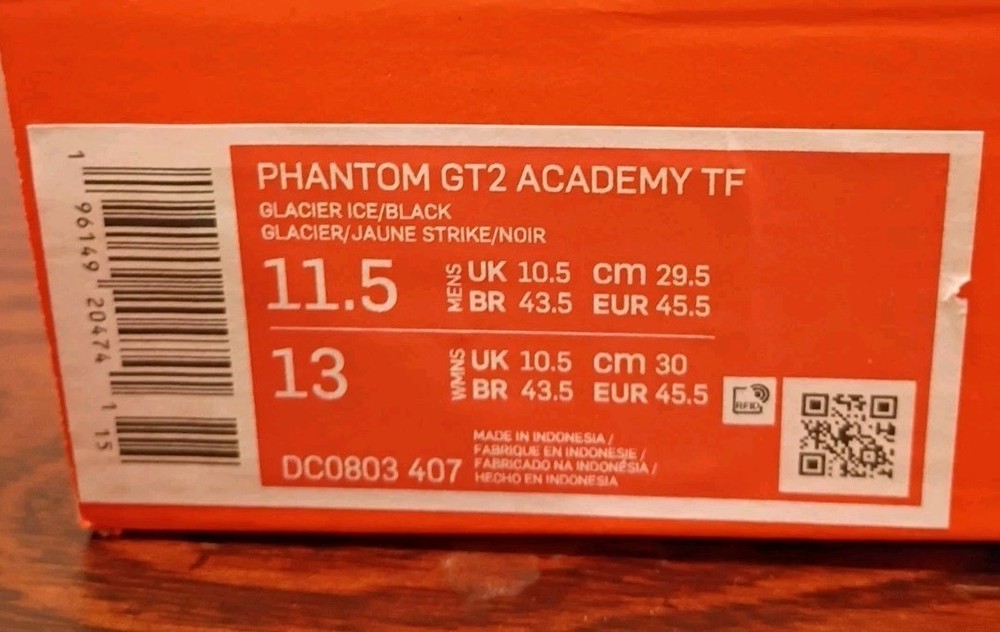 1 96149 20474 1 15
PHANTOM GT2 ACADEMY TF
GLACIER ICE/BLACK
GLACIER/JAUNE STRIKE/NOIR
11.5
MENS
UK 10.5 cm 29.5
BR 43.5 EUR 45.5
13
WMNS
UK 10.5 cm 30
BR 43.5 EUR 45.5
RFID
DC0803 407
MADE IN INDONESIA /
FABRIQUE EN INDONESIE /
FABRICADO NA INDONÉSIA /
HECHO EN INDONESIA